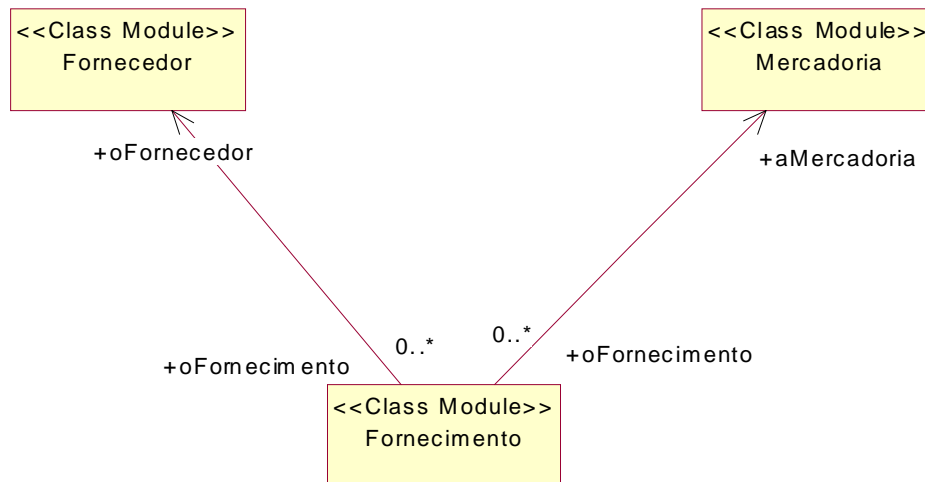 <<Class Module>>
Fornecedor
<<Class Module>>
Mercadoria
+oFornecedor
+aMercadoria
0..*
0..*
+oFornecimento
+oFornecimento
<<Class Module>>
Fornecimento